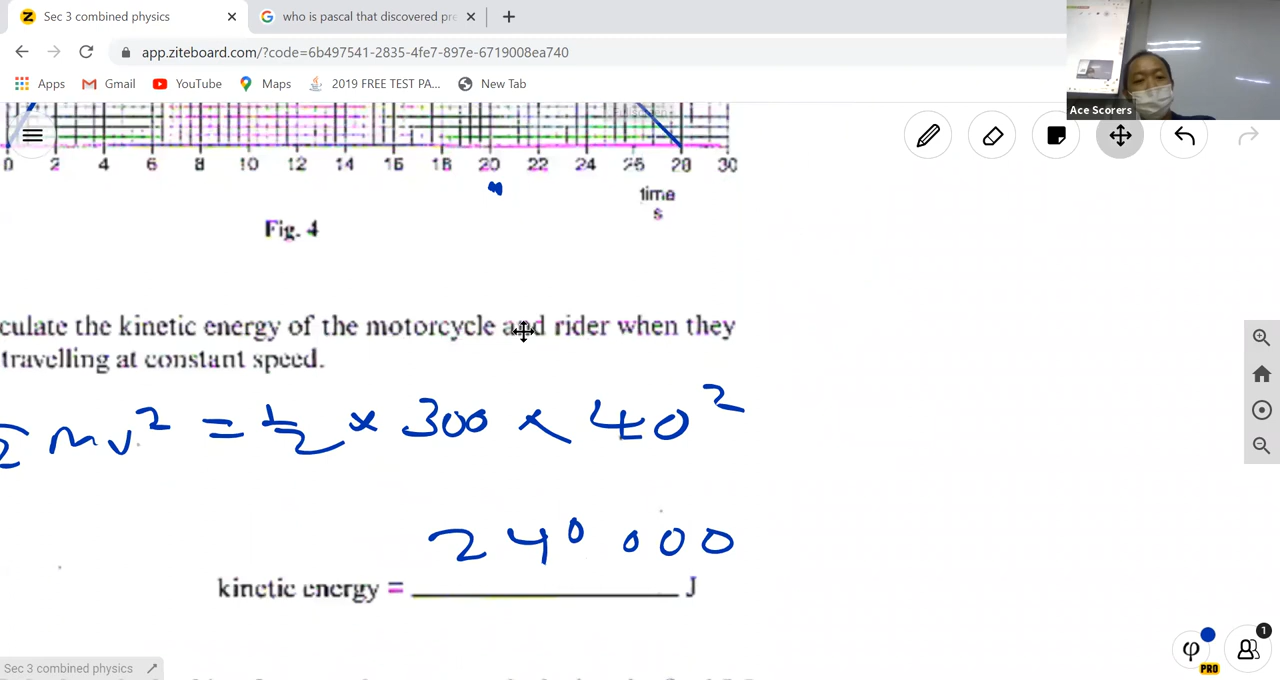 Sec 3 combined physics
who is pascal that discovered pre
app.ziteboard.com/?code=6b497541-2835-4fe7-897e-6719008ea740
Apps Gmail YouTube Maps 2019 FREE TEST PA... New Tab
Ace Scorers
0 2 4 6 8 10 12 14 16 18 20 22 24 26 28 30
time
s
Fig. 4
culate the kinetic energy of the motorcycle and rider when they
travelling at constant speed.
2 mv² = 1/2 × 300 × 40²
240 000
kinetic energy = ____________ J
1
φ
PRO
Sec 3 combined physics